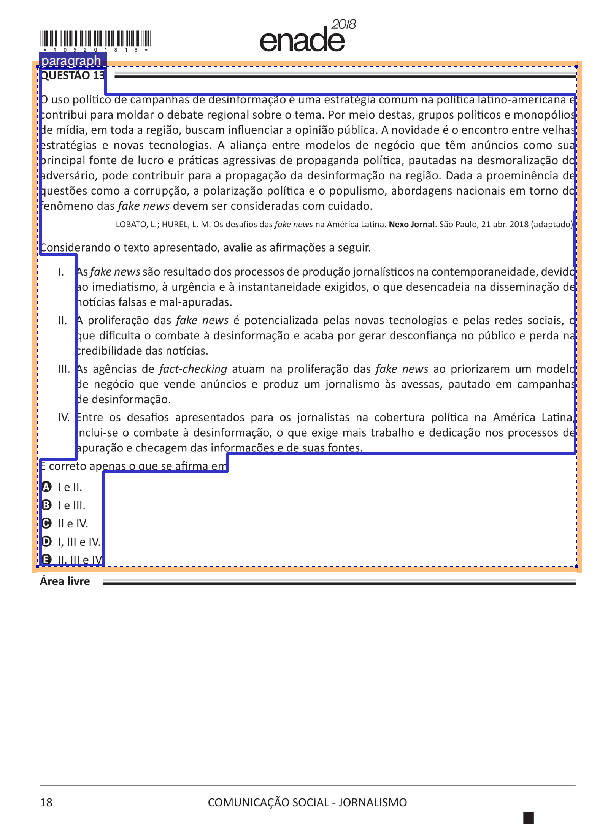 enade 2018
*105201818*
paragraph
QUESTÃO 13
O uso político de campanhas de desinformação é uma estratégia comum na política latino-americana e
contribui para moldar o debate regional sobre o tema. Por meio destas, grupos políticos e monopólios
de mídia, em toda a região, buscam influenciar a opinião pública. A novidade é o encontro entre velhas
estratégias e novas tecnologias. A aliança entre modelos de negócio que têm anúncios como sua
principal fonte de lucro e práticas agressivas de propaganda política, pautadas na desmoralização do
adversário, pode contribuir para a propagação da desinformação na região. Dada a proeminência de
questões como a corrupção, a polarização política e o populismo, abordagens nacionais em torno do
fenômeno das fake news devem ser consideradas com cuidado.
LOBATO, L.; HUREL, L. M. Os desafios das fake news na América Latina. Nexo Jornal. São Paulo, 21 abr. 2018 (adaptado).
Considerando o texto apresentado, avalie as afirmações a seguir.
I. As fake news são resultado dos processos de produção jornalísticos na contemporaneidade, devido
ao imediatismo, à urgência e à instantaneidade exigidos, o que desencadeia na disseminação de
notícias falsas e mal-apuradas.
II. A proliferação das fake news é potencializada pelas novas tecnologias e pelas redes sociais, o
que dificulta o combate à desinformação e acaba por gerar desconfiança no público e perda na
credibilidade das notícias.
III. As agências de fact-checking atuam na proliferação das fake news ao priorizarem um modelo
de negócio que vende anúncios e produz um jornalismo às avessas, pautado em campanhas
de desinformação.
IV. Entre os desafios apresentados para os jornalistas na cobertura política na América Latina,
inclui-se o combate à desinformação, o que exige mais trabalho e dedicação nos processos de
apuração e checagem das informações e de suas fontes.
É correto apenas o que se afirma em
A I e II.
B I e III.
C II e IV.
D I, III e IV.
E II, III e IV.
Área livre
18 COMUNICAÇÃO SOCIAL - JORNALISMO